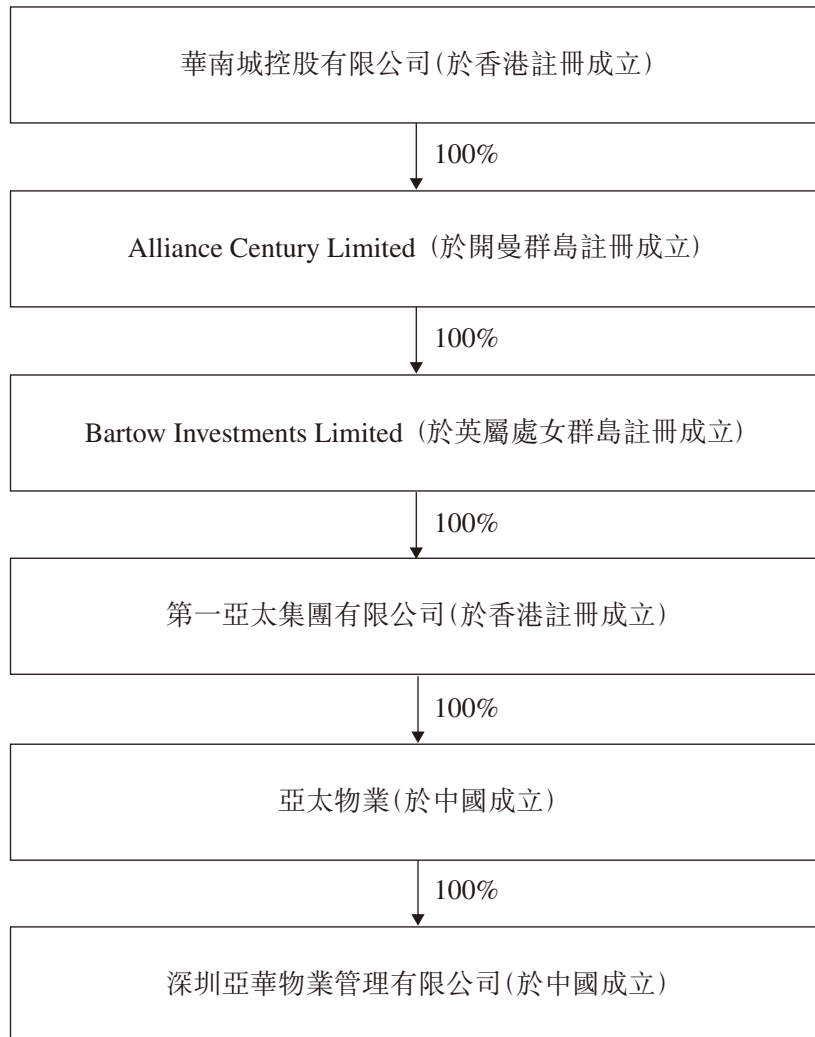 華南城控股有限公司(於香港註冊成立)
100%
Alliance Century Limited (於開曼群島註冊成立)
100%
Bartow Investments Limited (於英屬處女群島註冊成立)
100%
第一亞太集團有限公司(於香港註冊成立)
100%
亞太物業(於中國成立)
100%
深圳亞華物業管理有限公司(於中國成立)